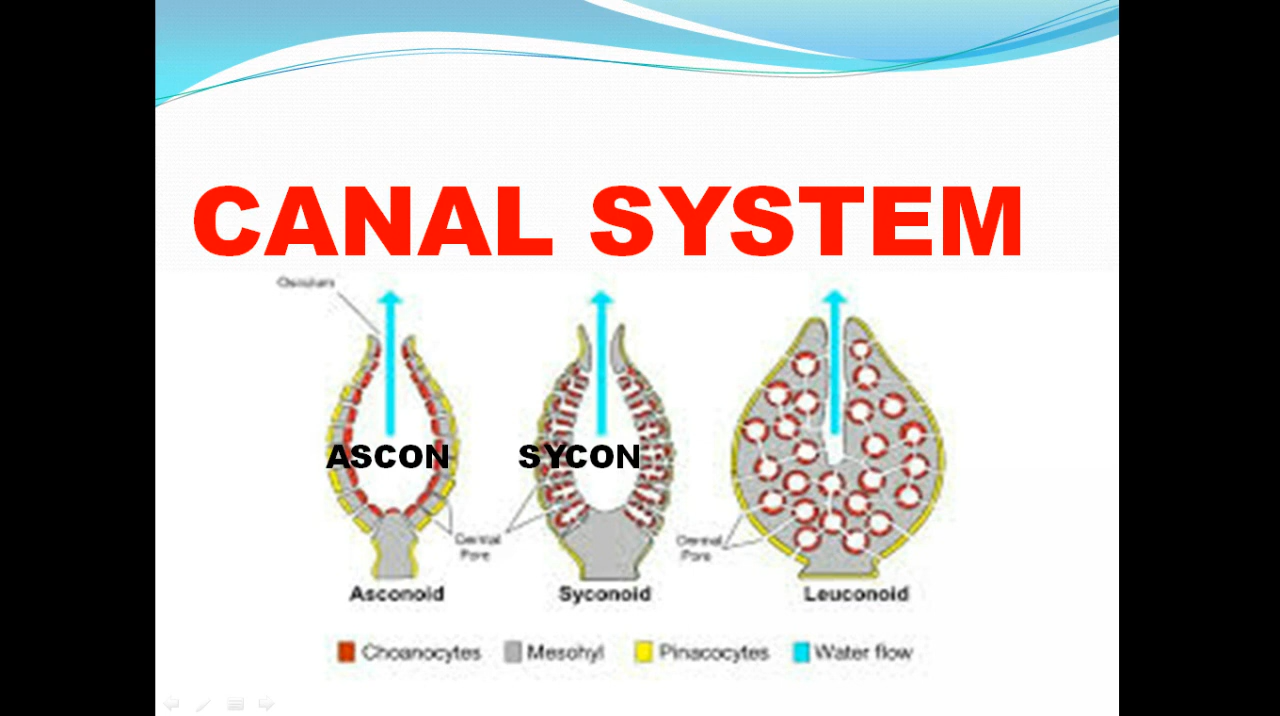 CANAL SYSTEM
Osculum
ASCON SYCON
Dermal
Pore
Dermal
Pore
Asconoid Syconoid Leuconoid
Choanocytes Mesohyl Pinacocytes Water flow